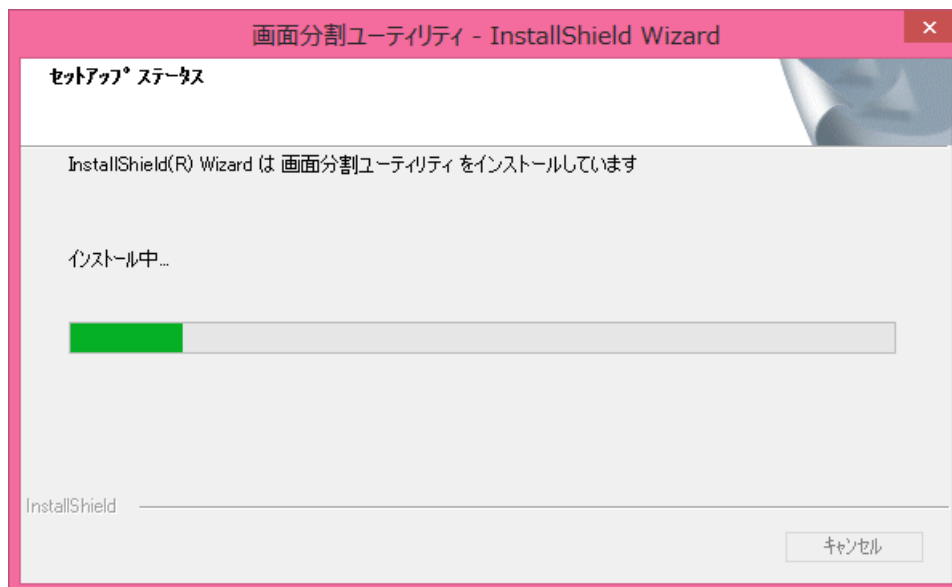 画面分割ユーティリティ - InstallShield Wizard
×
セットアップ ステータス
InstallShield(R) Wizard は 画面分割ユーティリティ をインストールしています
インストール中...
InstallShield
キャンセル